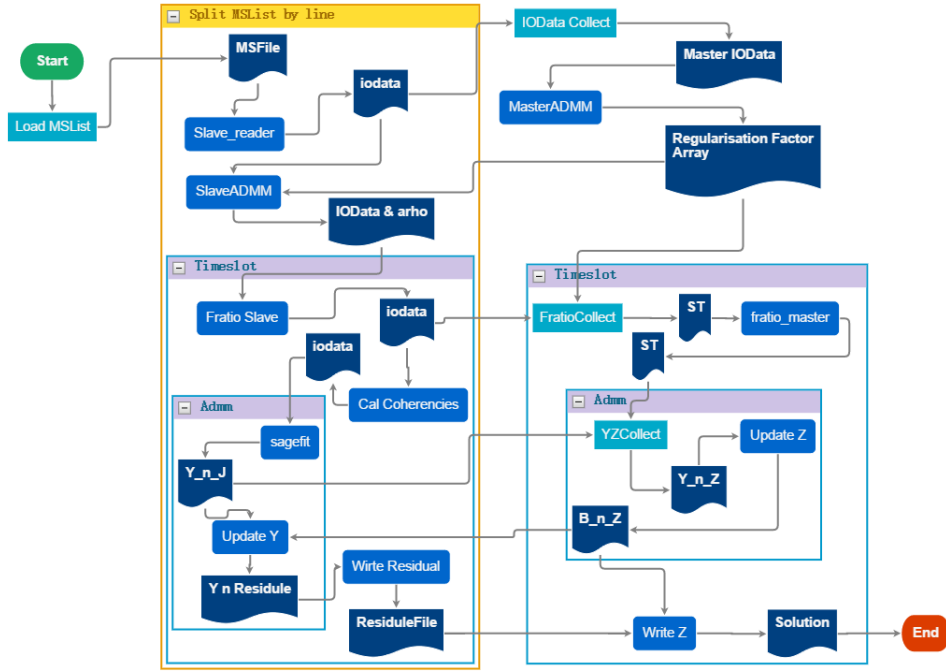 Split MSList by line
IOData Collect
MSFile
Master IOData
Start
iodata
MasterADMM
Load MSList
Slave_reader
Regularisation Factor
Array
SlaveADMM
IOData & arho
Timeslot
Timeslot
Fratio Slave
iodata
FratioCollect
ST
fratio_master
iodata
ST
Cal Coherencies
Admm
Admm
sagefit
YZCollect
Update Z
Y_n_J
Y_n_Z
B_n_Z
Update Y
Wirte Residual
Y n Residule
ResiduleFile
Write Z
Solution
End